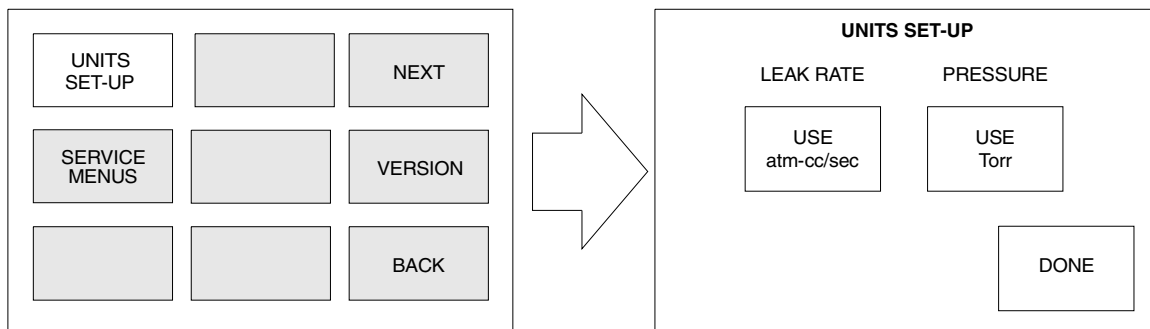 UNITS
SET-UP
NEXT
SERVICE
MENUS
VERSION
BACK
UNITS SET-UP
LEAK RATE
PRESSURE
USE
atm-cc/sec
USE
Torr
DONE